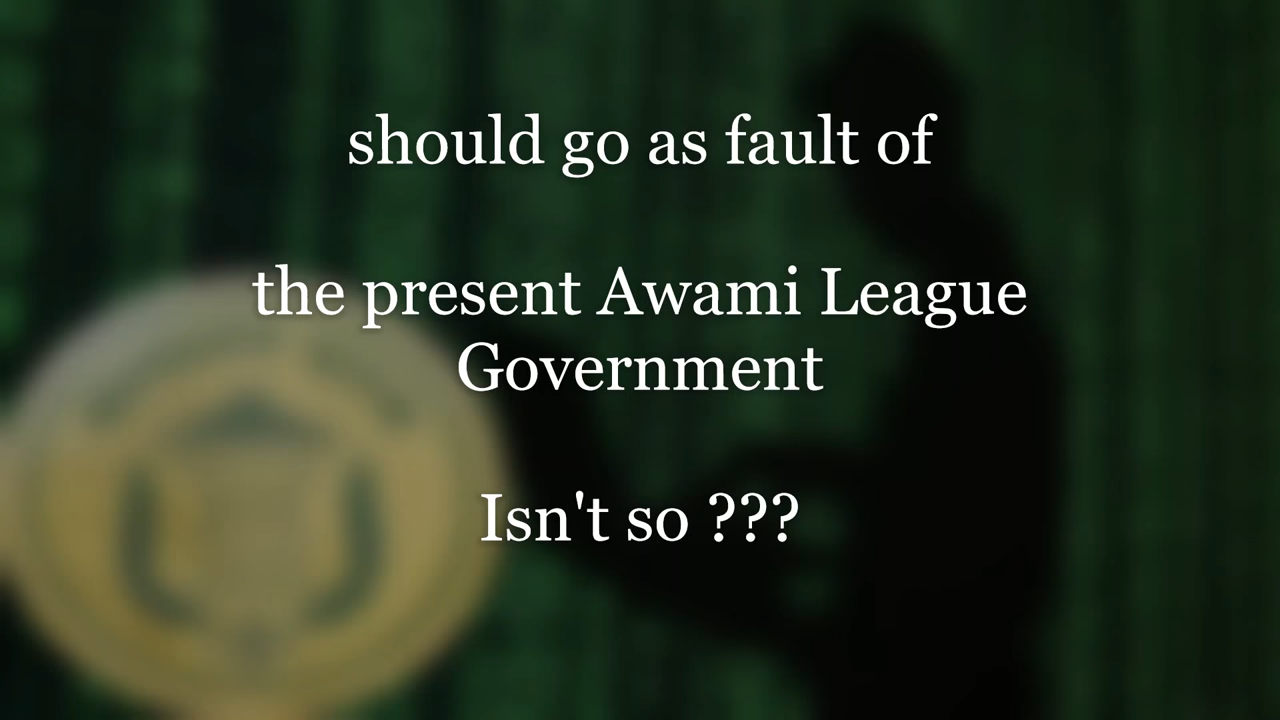 should go as fault of
the present Awami League
Government
Isn't so ???